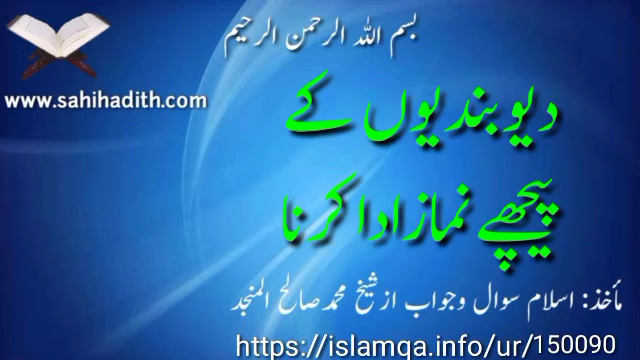 بسم اللہ الرحمن الرحیم
www.sahihadith.com
دیوبندیوں کے
پیچھے نماز ادا کرنا
مأخذ: اسلام سوال وجواب از شیخ محمد صالح المنجد
https://islamqa.info/ur/150090